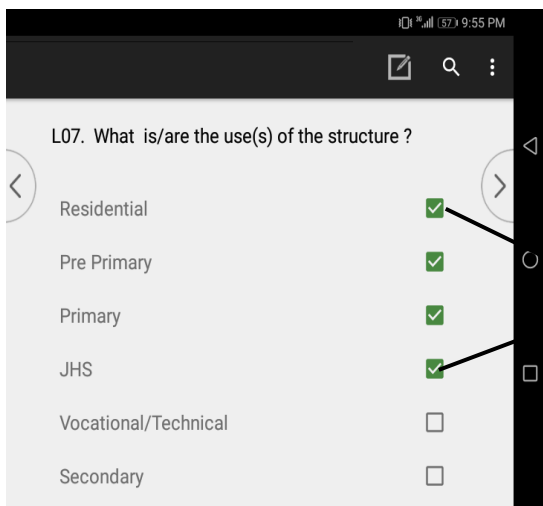 57 9:55 PM
L07. What is/are the use(s) of the structure ?
Residential
Pre Primary
Primary
JHS
Vocational/Technical
Secondary